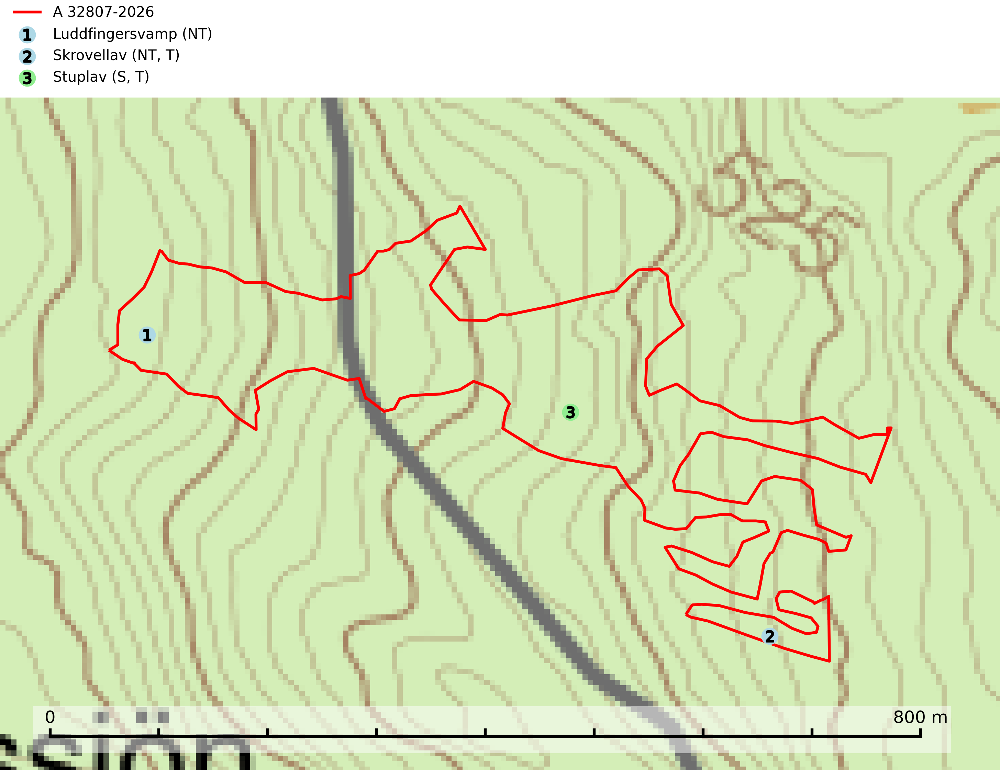 A 32807-2026
1 Luddfingersvamp (NT)
2 Skrovellav (NT, T)
3 Stuplav (S, T)
1
3
2
0 800 m